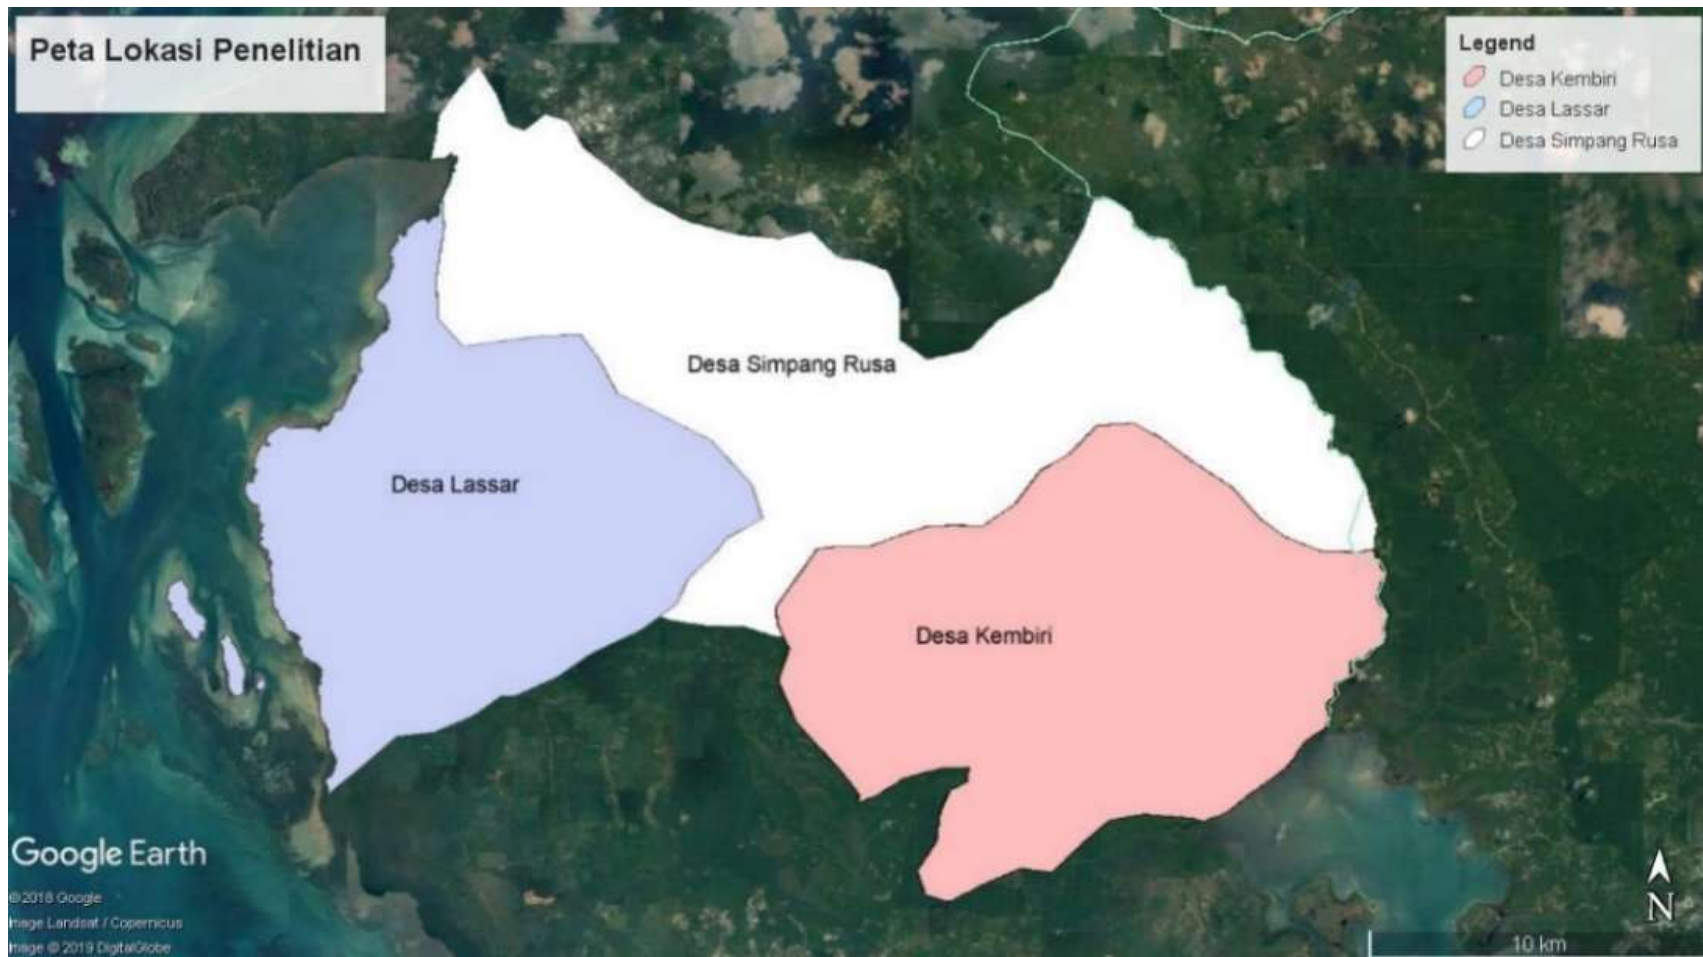 Peta Lokasi Penelitian
Legend
Desa Kembiri
Desa Lassar
Desa Simpang Rusa
Desa Simpang Rusa
Desa Lassar
Desa Kembiri
Google Earth
©2018 Google
Image Landsat / Copernicus
Image © 2019 DigitalGlobe
N
10 km